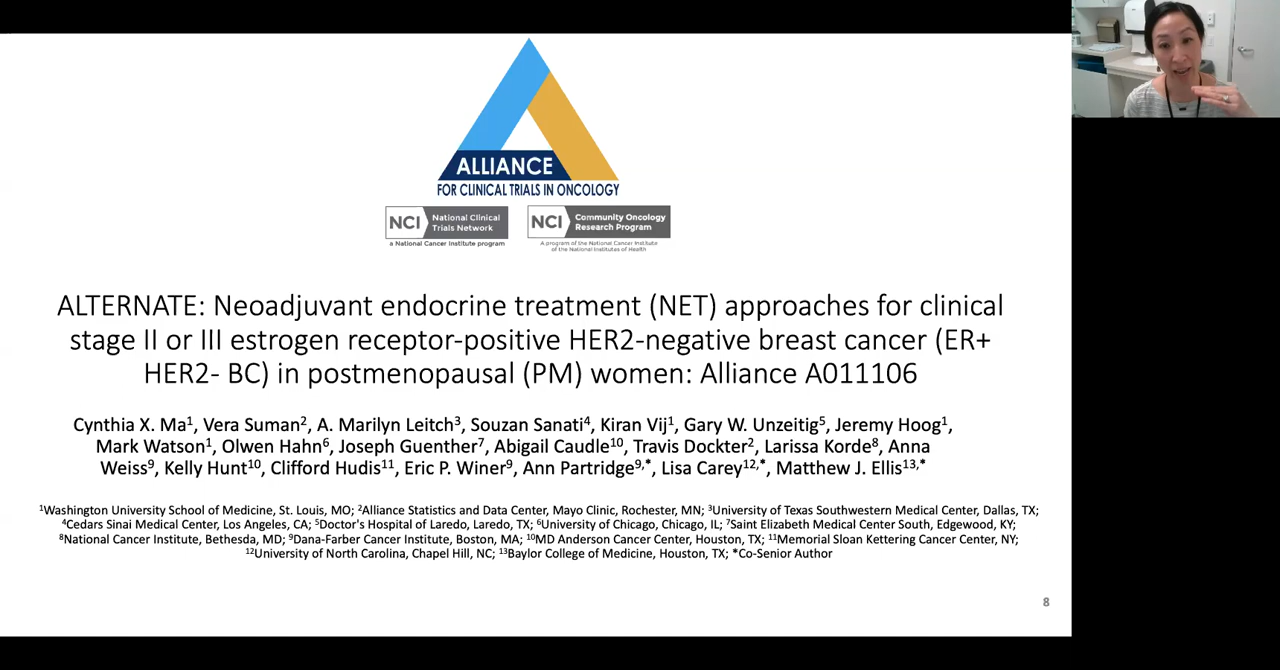 ALLIANCE
FOR CLINICAL TRIALS IN ONCOLOGY
NCI National Clinical Trials Network
a National Cancer Institute program
NCI Community Oncology Research Program
A program of the National Cancer Institute
of the National Institutes of Health
ALTERNATE: Neoadjuvant endocrine treatment (NET) approaches for clinical
stage II or III estrogen receptor-positive HER2-negative breast cancer (ER+
HER2- BC) in postmenopausal (PM) women: Alliance A011106
Cynthia X. Ma¹, Vera Suman², A. Marilyn Leitch³, Souzan Sanati⁴, Kiran Vij¹, Gary W. Unzeitig⁵, Jeremy Hoog¹,
Mark Watson¹, Olwen Hahn⁶, Joseph Guenther⁷, Abigail Caudle¹⁰, Travis Dockter², Larissa Korde⁸, Anna
Weiss⁹, Kelly Hunt¹⁰, Clifford Hudis¹¹, Eric P. Winer⁹, Ann Partridge⁹,*, Lisa Carey¹²,*, Matthew J. Ellis¹³,*
¹Washington University School of Medicine, St. Louis, MO; ²Alliance Statistics and Data Center, Mayo Clinic, Rochester, MN; ³University of Texas Southwestern Medical Center, Dallas, TX;
⁴Cedars Sinai Medical Center, Los Angeles, CA; ⁵Doctor's Hospital of Laredo, Laredo, TX; ⁶University of Chicago, Chicago, IL; ⁷Saint Elizabeth Medical Center South, Edgewood, KY;
⁸National Cancer Institute, Bethesda, MD; ⁹Dana-Farber Cancer Institute, Boston, MA; ¹⁰MD Anderson Cancer Center, Houston, TX; ¹¹Memorial Sloan Kettering Cancer Center, NY;
¹²University of North Carolina, Chapel Hill, NC; ¹³Baylor College of Medicine, Houston, TX; *Co-Senior Author
8